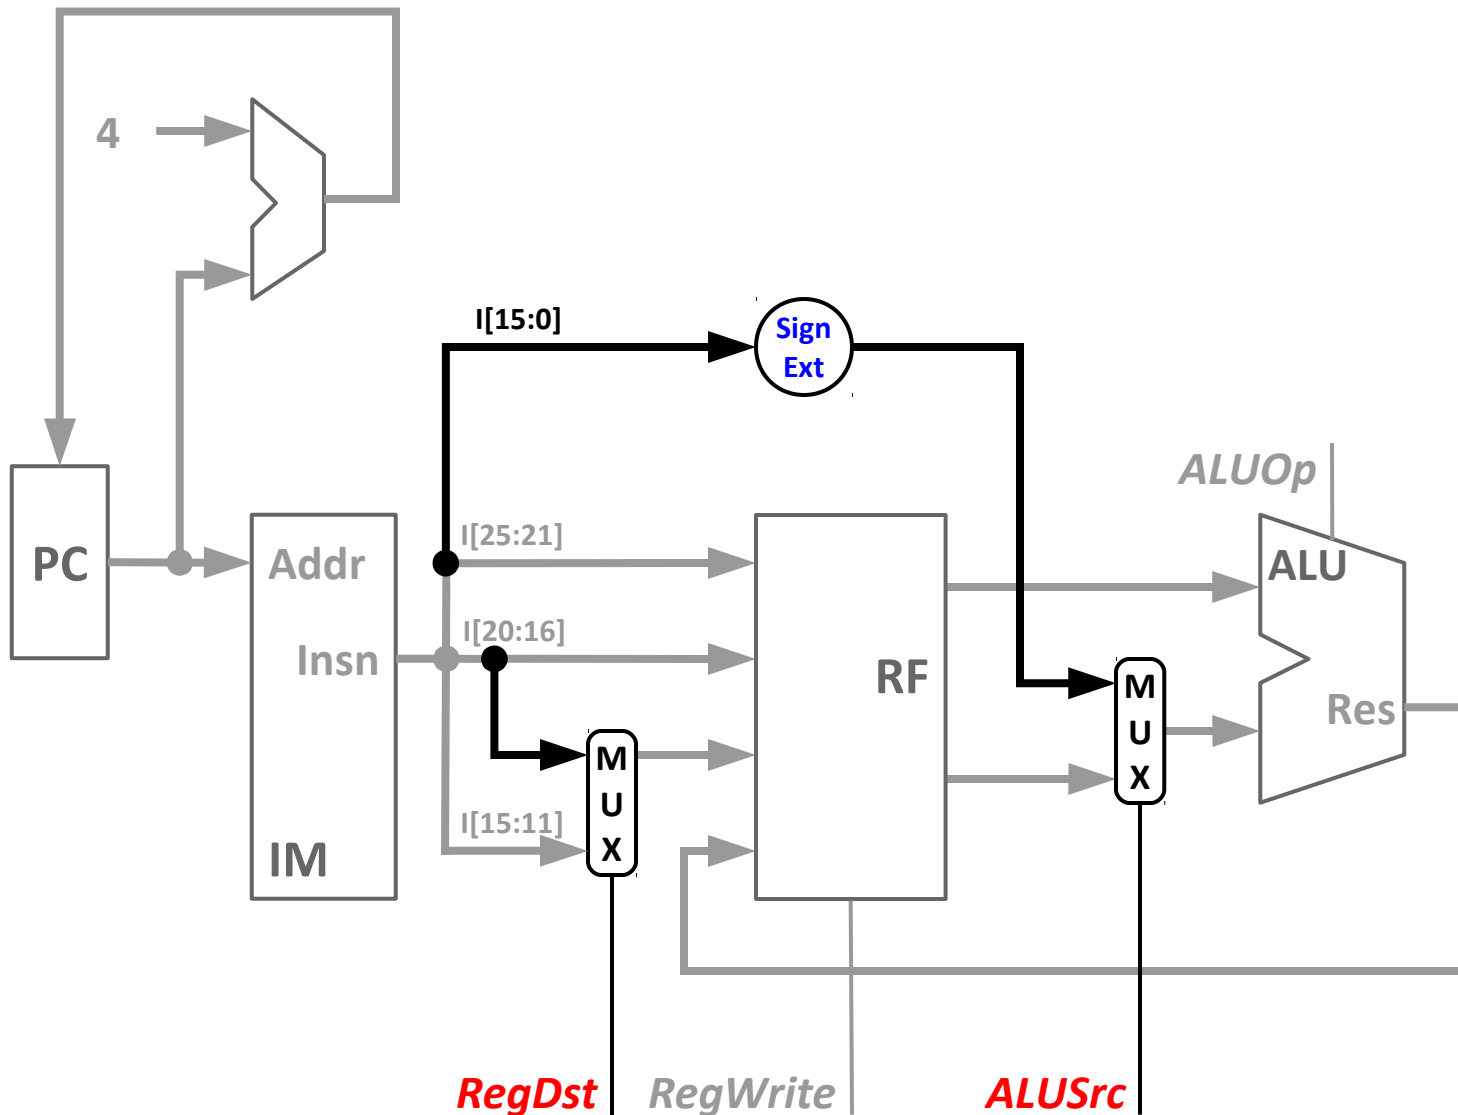 4
I[15:0]
Sign
Ext
ALUOp
I[25:21]
PC
Addr
ALU
I[20:16]
Insn
RF
M
U
X
Res
M
U
X
I[15:11]
IM
RegDst
RegWrite
ALUSrc